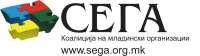 СЕГА
Коалиција на младински организации
www.sega.org.mk